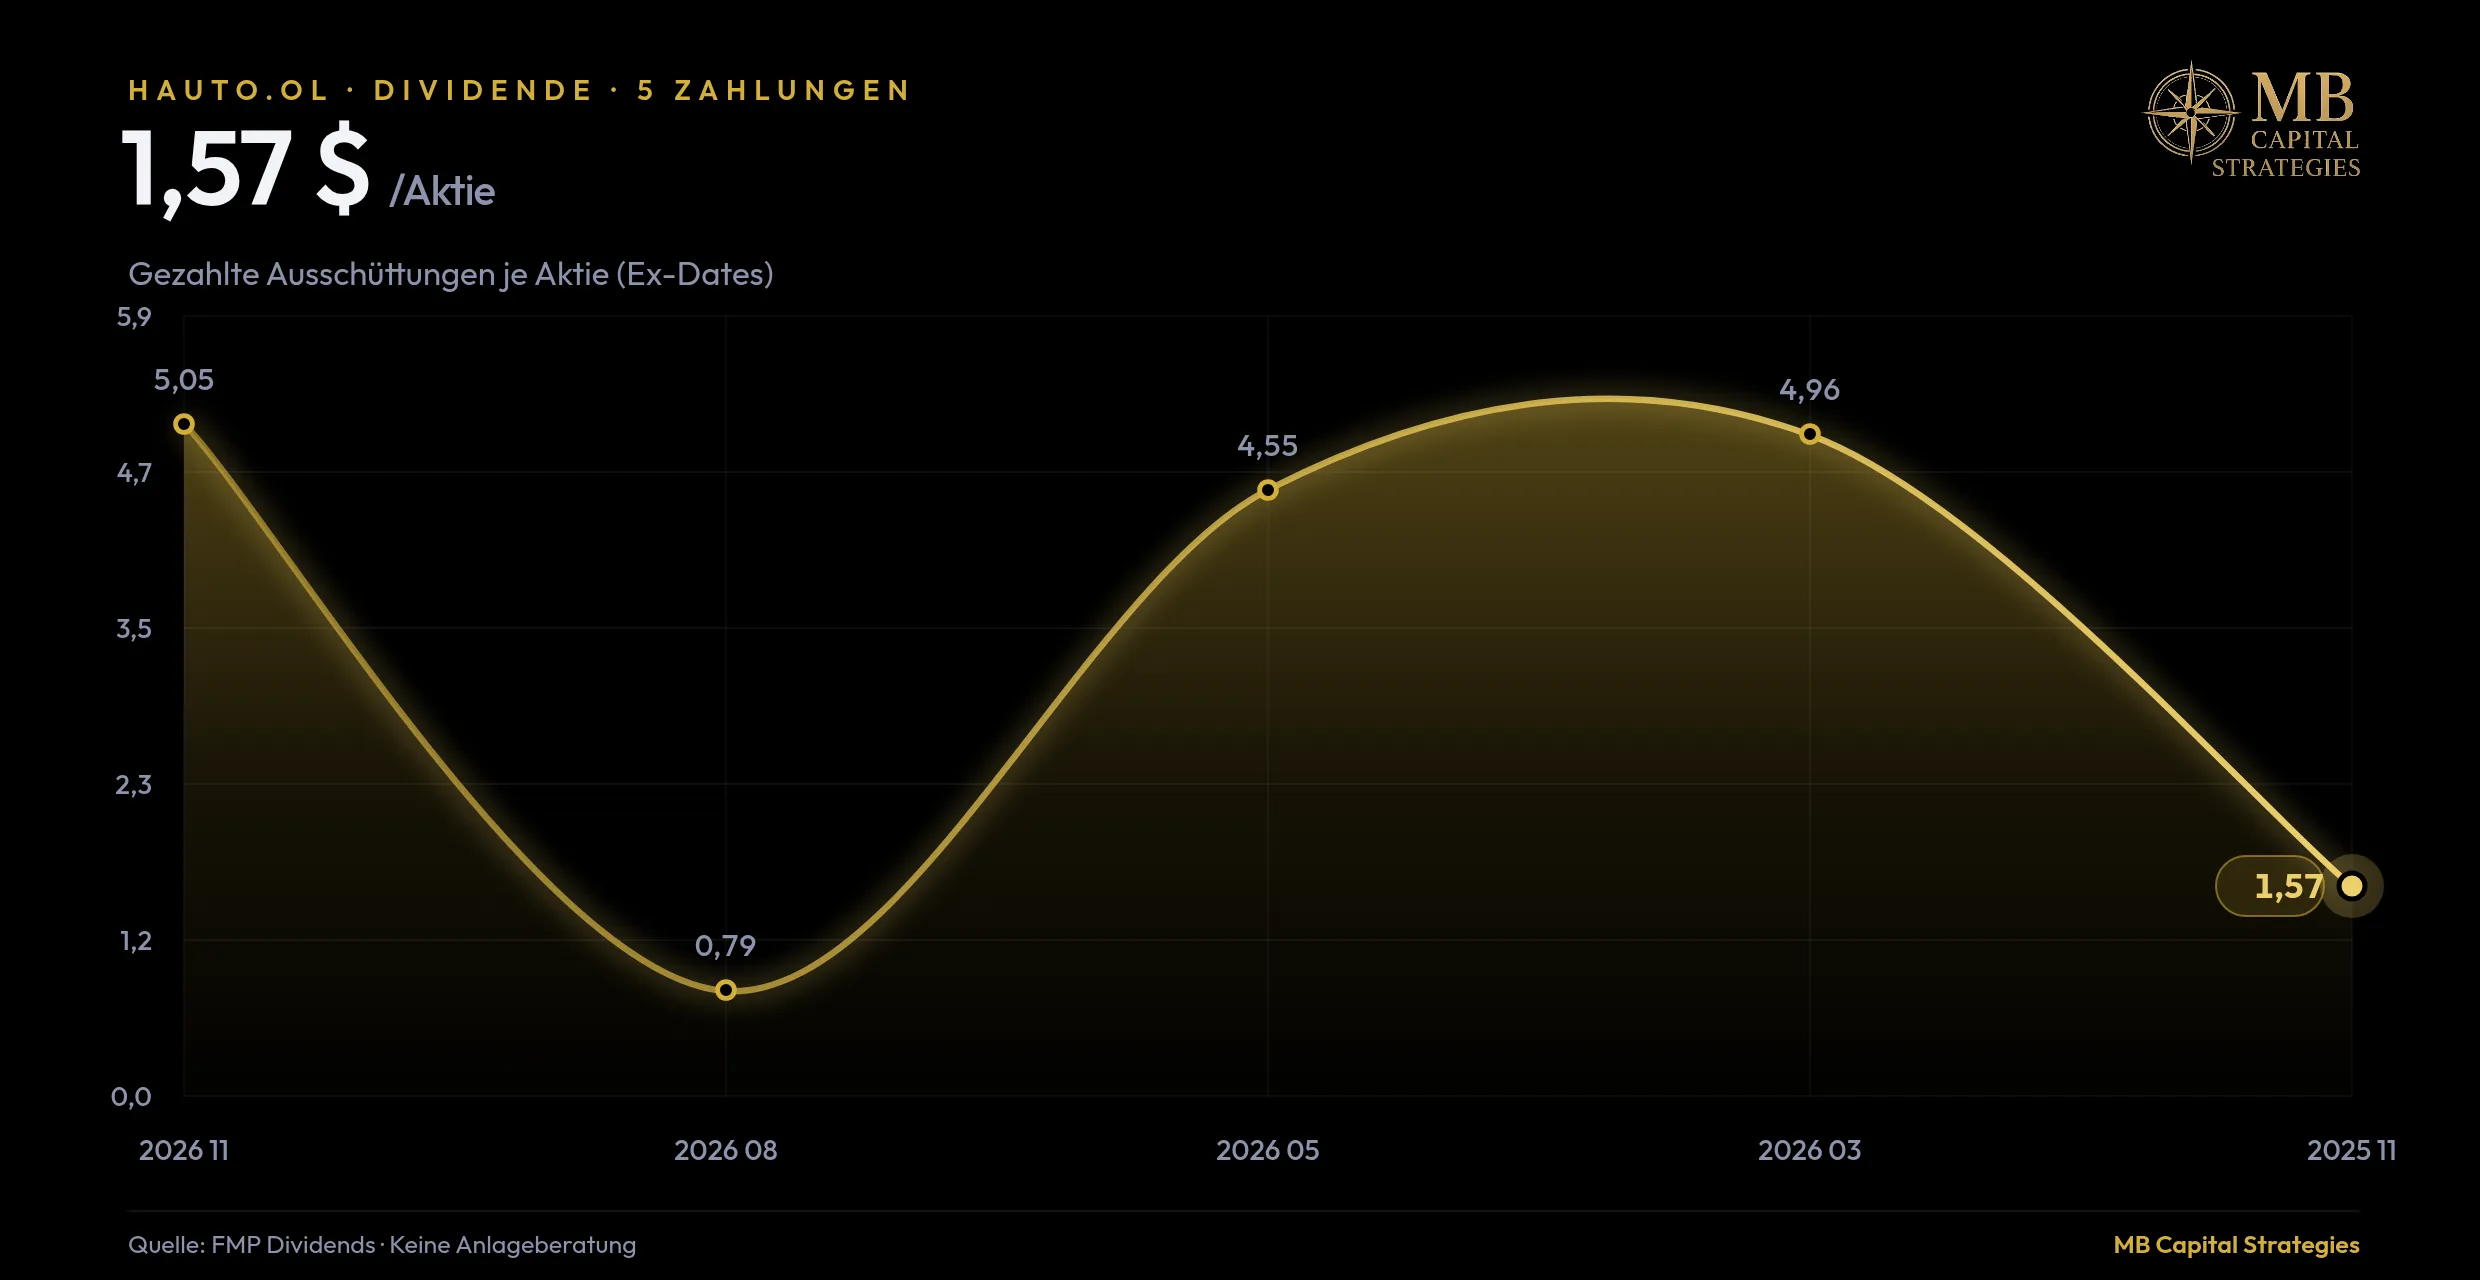 HAUTO.OL · DIVIDENDE · 5 ZAHLUNGEN
1,57 $ /Aktie
MB
CAPITAL
STRATEGIES
Gezahlte Ausschüttungen je Aktie (Ex-Dates)
5,9
5,05
4,96
4,55
4,7
3,5
2,3
1,57
1,2
0,79
0,0
2026 11
2026 08
2026 05
2026 03
2025 11
Quelle: FMP Dividends · Keine Anlageberatung
MB Capital Strategies